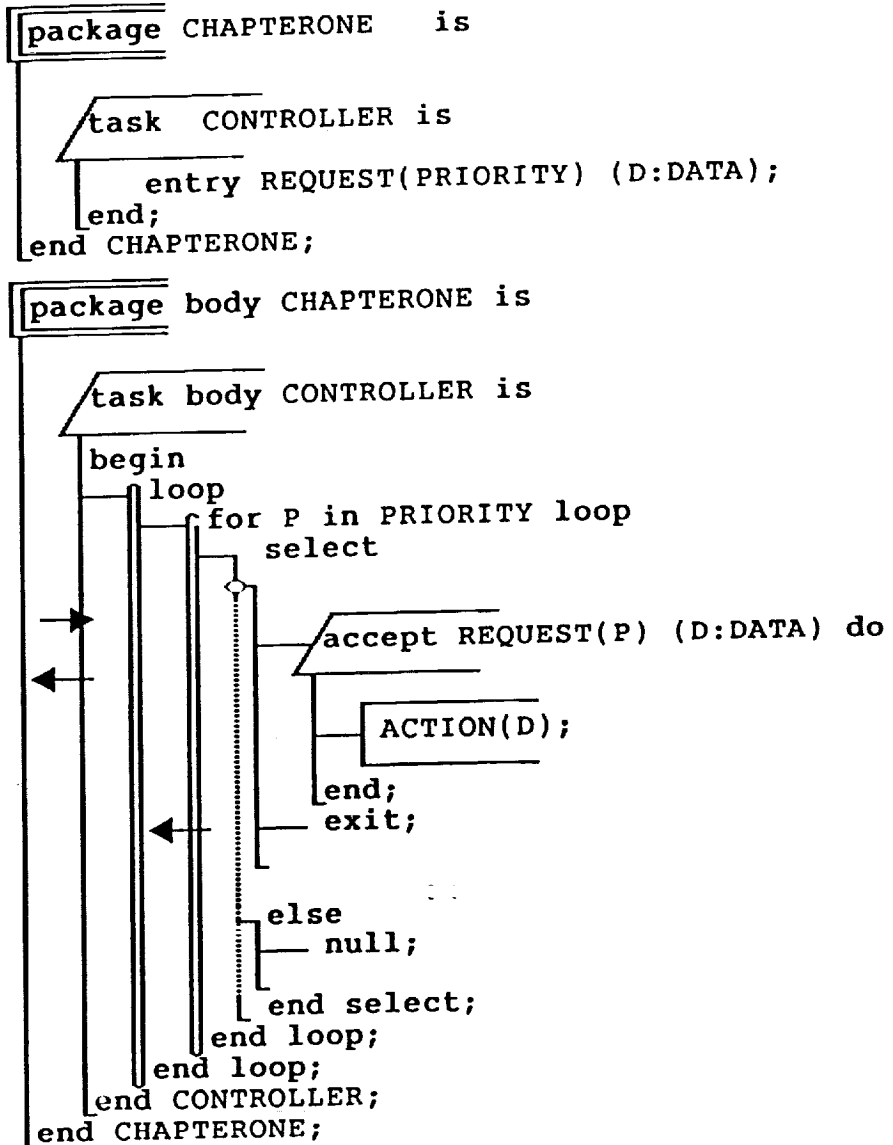 package CHAPTERONE is
task CONTROLLER is
entry REQUEST(PRIORITY) (D:DATA);
end;
end CHAPTERONE;
package body CHAPTERONE is
task body CONTROLLER is
begin
loop
for P in PRIORITY loop
select
accept REQUEST(P) (D:DATA) do
ACTION(D);
end;
exit;
else
null;
end select;
end loop;
end loop;
end CONTROLLER;
end CHAPTERONE;